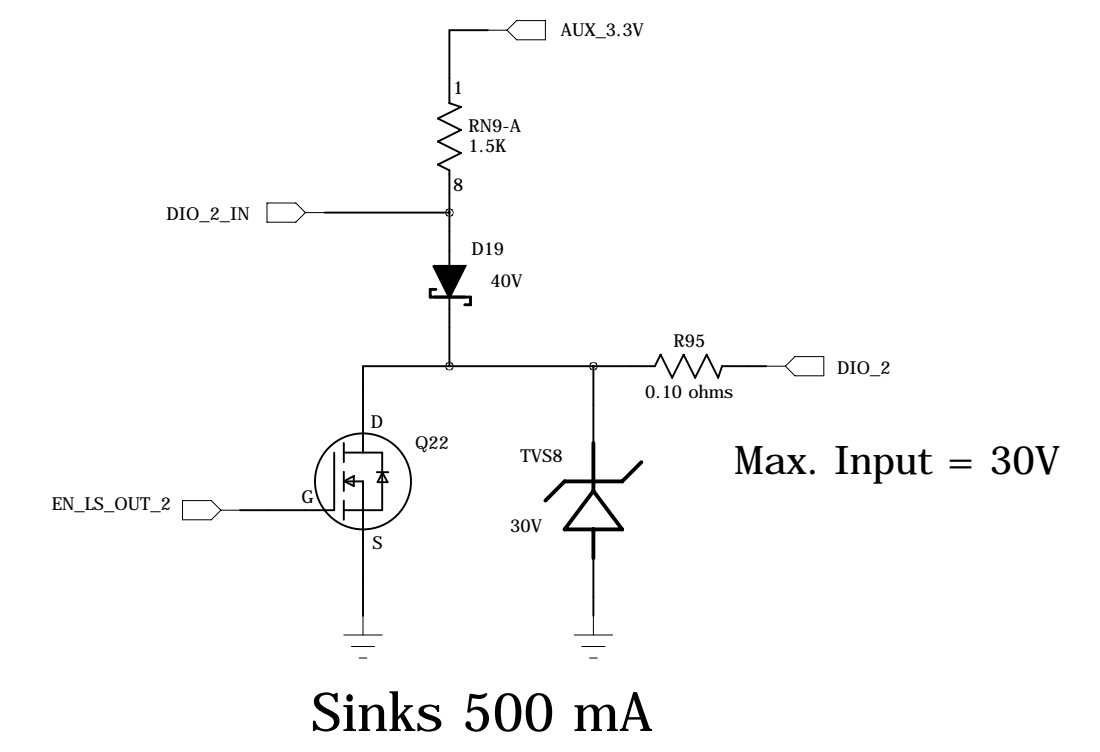 AUX_3.3V
1
RN9-A
1.5K
8
DIO_2_IN
D19
40V
R95
DIO_2
0.10 ohms
D
Q22
TVS8
Max. Input = 30V
G
EN_LS_OUT_2
30V
S
Sinks 500 mA